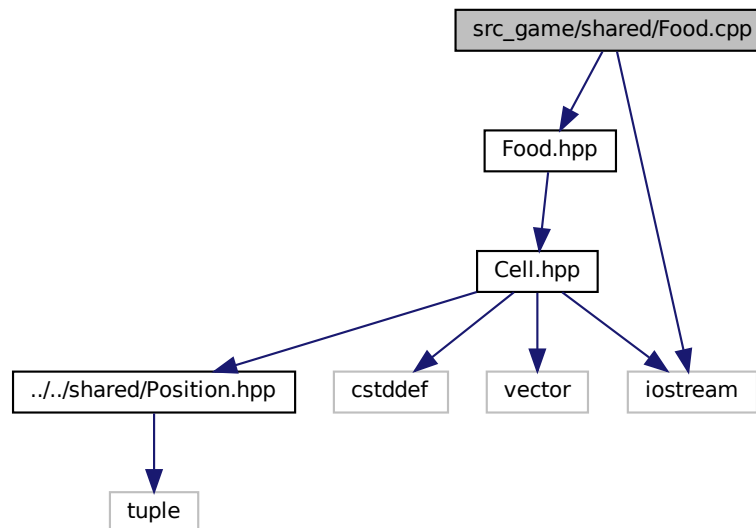 src_game/shared/Food.cpp
Food.hpp
Cell.hpp
../../shared/Position.hpp
cstddef
vector
iostream
tuple